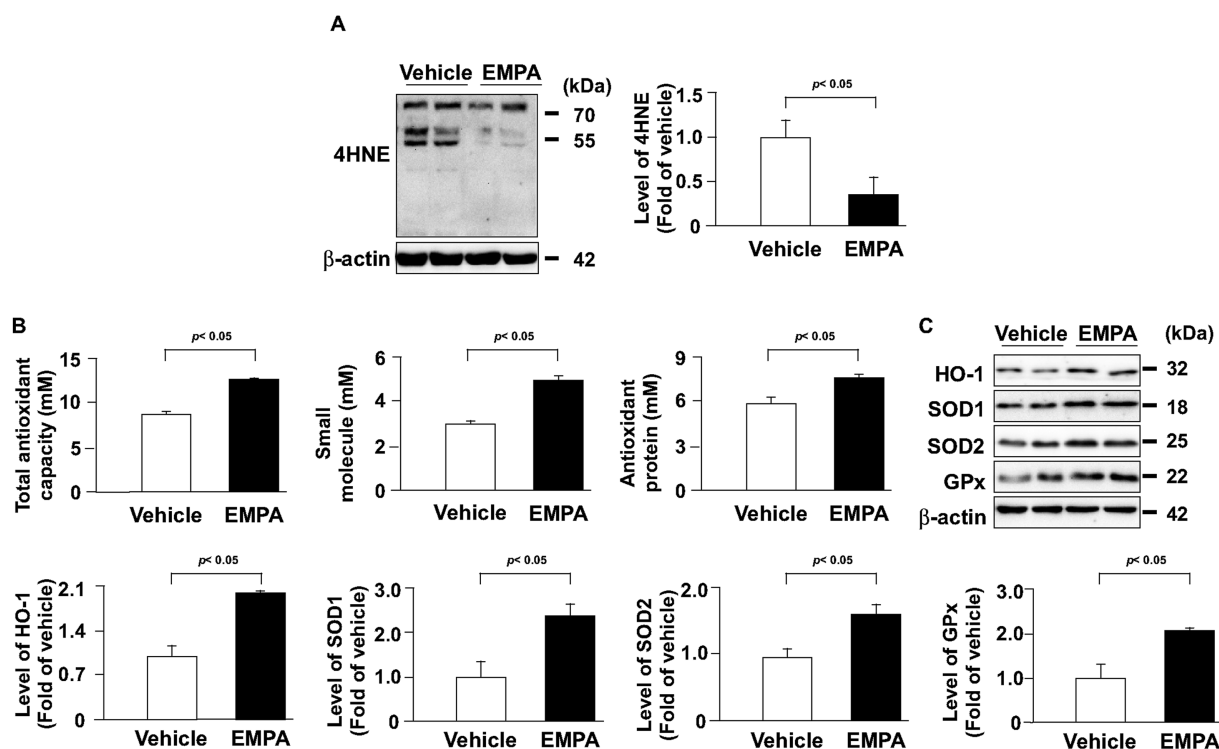 A
Vehicle EMPA (kDa)
70
55
4HNE
β-actin
42
Level of 4HNE
(Fold of vehicle)
1.5
1.0
0.5
0
p< 0.05
Vehicle EMPA
B
Total antioxidant
capacity (mM)
15
10
5
0
p< 0.05
Vehicle EMPA
Small
molecule (mM)
6
4
2
0
p< 0.05
Vehicle EMPA
Antioxidant
protein (mM)
9
6
3
0
p< 0.05
Vehicle EMPA
C
Vehicle EMPA (kDa)
HO-1 32
SOD1 18
SOD2 25
GPx 22
β-actin 42
Level of HO-1
(Fold of vehicle)
2.1
1.4
0.7
0
p< 0.05
Vehicle EMPA
Level of SOD1
(Fold of vehicle)
3.0
2.0
1.0
0
p< 0.05
Vehicle EMPA
Level of SOD2
(Fold of vehicle)
2.0
1.0
0
p< 0.05
Vehicle EMPA
Level of GPx
(Fold of vehicle)
3.0
2.0
1.0
0
p< 0.05
Vehicle EMPA